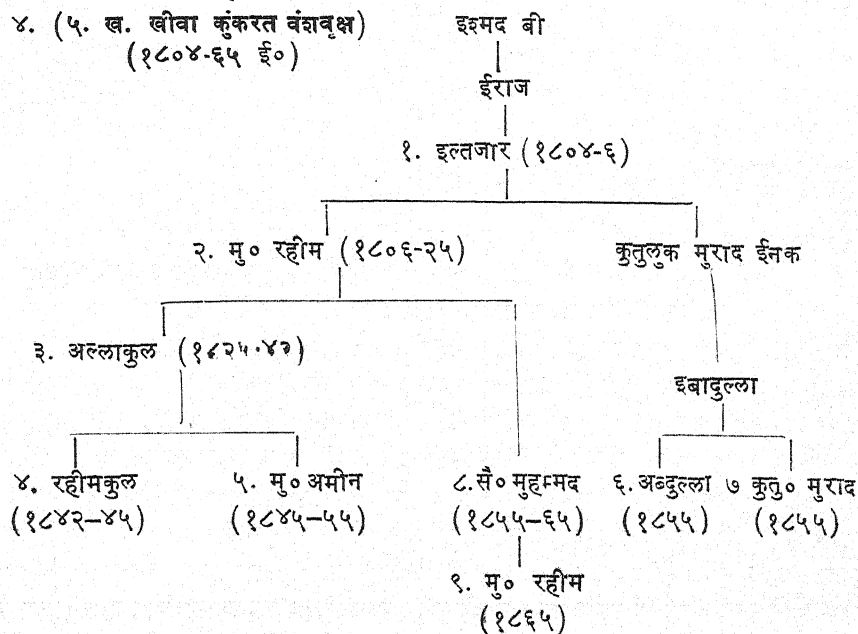 ४. (५. ख. खीवा कुंकरत वंशवृक्ष) इश्मद बी
(१८०४-६५ ई०)
ईराज
१. इल्तजार (१८०४-६)
२. मु० रहीम (१८०६-२५) कुतुलुक मुराद ईनक
३. अल्लाकुल (१८२५-४२)
इबादुल्ला
४. रहीमकुल ५. मु० अमीन ८. सै० मुहम्मद ६. अब्दुल्ला ७ कुतु० मुराद
(१८४२–४५) (१८४५–५५) (१८५५–६५) (१८५५) (१८५५)
९. मु० रहीम
(१८६५)